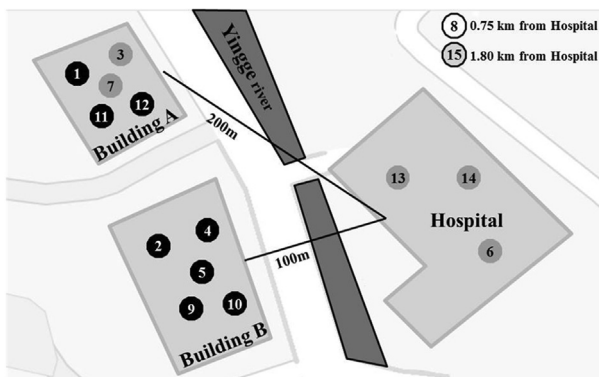 8 0.75 km from Hospital
15 1.80 km from Hospital
Yingge river
1
3
7
11
12
Building A
200m
13
14
Hospital
6
2
4
5
9
10
Building B
100m